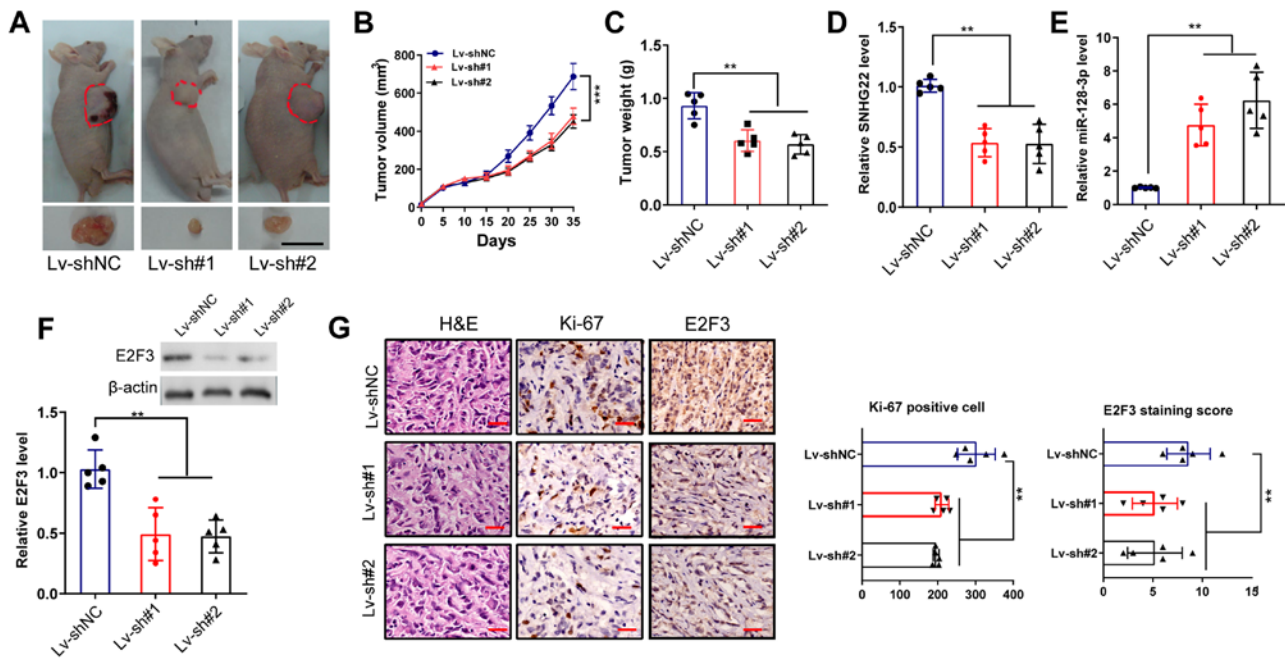 A
Lv-shNC
Lv-sh#1
Lv-sh#2
B
Tumor volume (mm³)
800
600
400
200
0
0 5 10 15 20 25 30 35
Days
Lv-shNC
Lv-sh#1
Lv-sh#2
***
C
Tumor weight (g)
1.5
1.0
0.5
0.0
**
Lv-shNC
Lv-sh#1
Lv-sh#2
D
Relative SNHG22 level
1.5
1.0
0.5
0.0
**
Lv-shNC
Lv-sh#1
Lv-sh#2
E
Relative miR-128-3p level
10
8
6
4
2
0
**
Lv-shNC
Lv-sh#1
Lv-sh#2
F
Lv-shNC
Lv-sh#1
Lv-sh#2
E2F3
β-actin
Relative E2F3 level
1.5
1.0
0.5
0.0
**
Lv-shNC
Lv-sh#1
Lv-sh#2
G
H&E Ki-67 E2F3
Lv-shNC
Lv-sh#1
Lv-sh#2
Ki-67 positive cell
Lv-shNC
Lv-sh#1
Lv-sh#2
**
0 100 200 300 400
E2F3 staining score
Lv-shNC
Lv-sh#1
Lv-sh#2
**
0 5 10 15